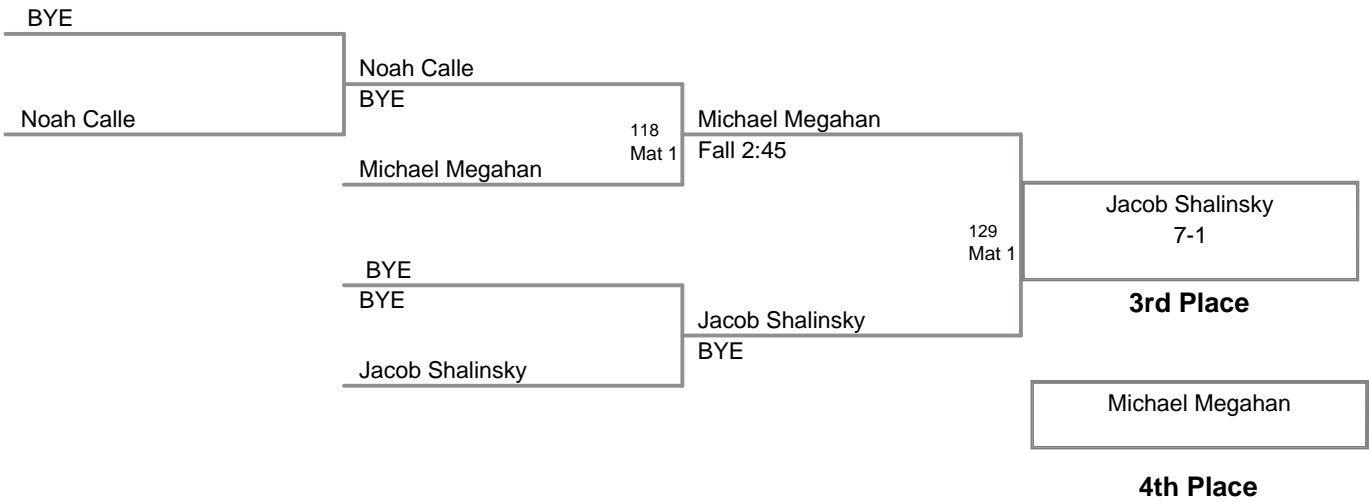 BYE
Noah Calle
Noah Calle
BYE
118
Mat 1
Michael Megahan
Michael Megahan
Fall 2:45
BYE
BYE
Jacob Shalinsky
Jacob Shalinsky
BYE
129
Mat 1
Jacob Shalinsky
7-1
3rd Place
Michael Megahan
4th Place